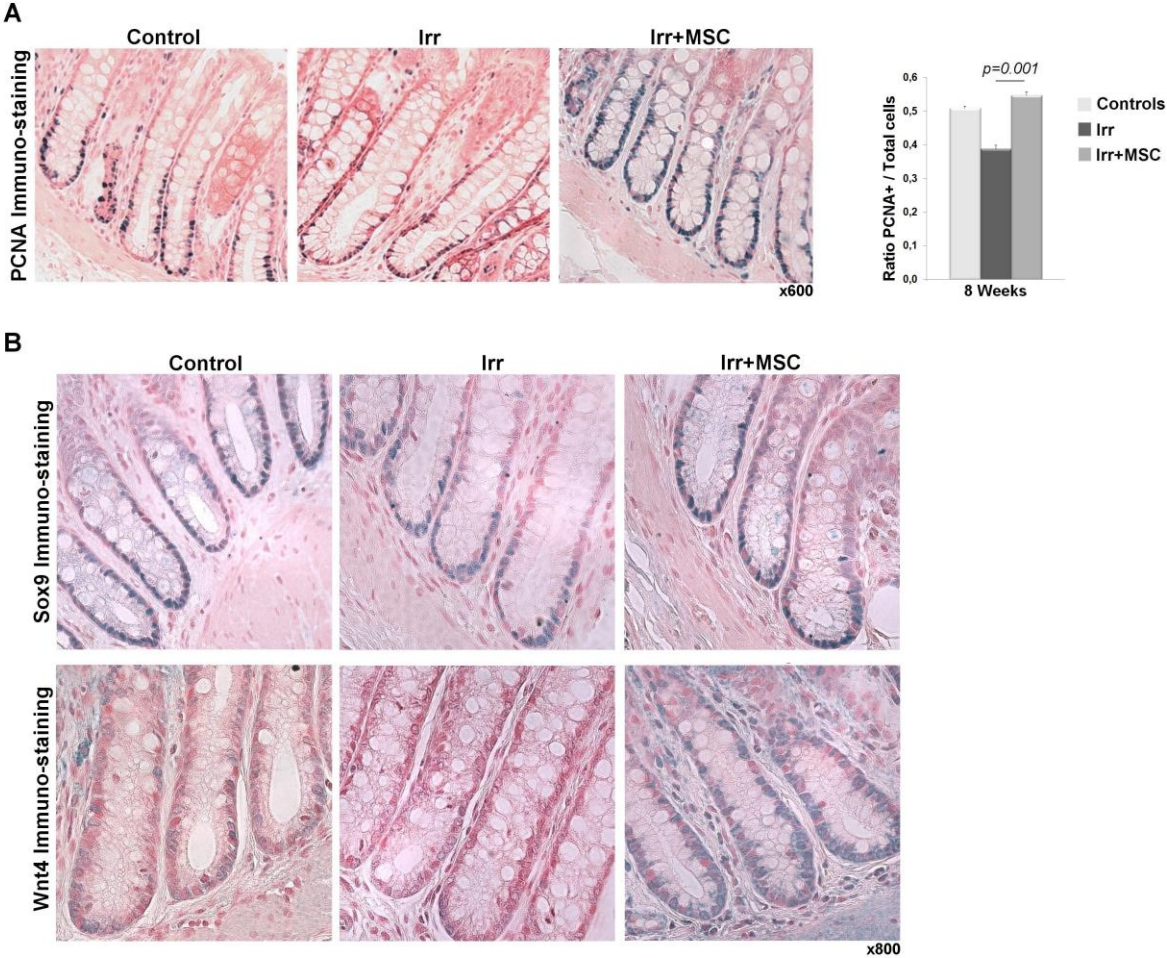 A
Control
Irr
Irr+MSC
PCNA Immuno-staining
x600
p=0.001
Ratio PCNA+ / Total cells
0,6
0,5
0,4
0,3
0,2
0,1
0,0
8 Weeks
Controls
Irr
Irr+MSC
B
Control
Irr
Irr+MSC
Sox9 Immuno-staining
Wnt4 Immuno-staining
x800